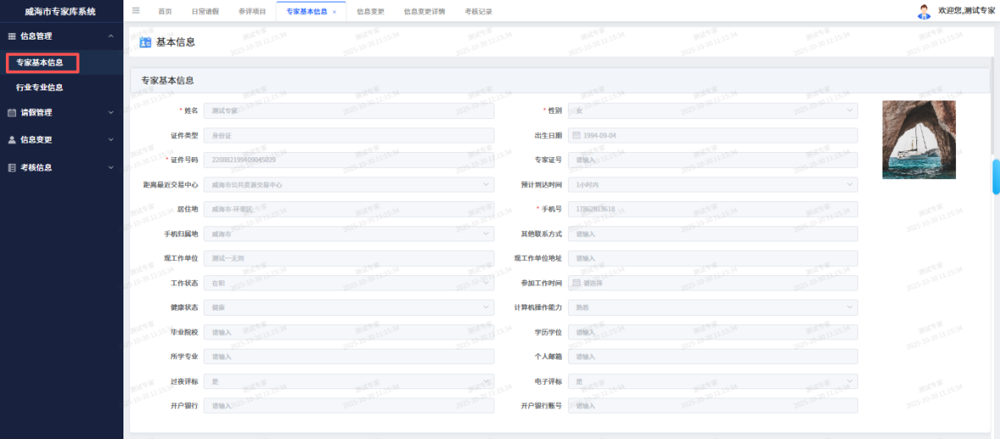 威海市专家库系统
首页 日常请假 参评项目 专家基本信息 × 信息变更 信息变更详情 考核记录
欢迎您,测试专家
信息管理
专家基本信息
行业专业信息
请假管理
信息变更
考核信息
基本信息
专家基本信息
* 姓名 测试专家
* 性别 女
证件类型 身份证
出生日期 1994-09-04
* 证件号码 220882199409045029
专家证号 请输入
距离最近交易中心 威海市公共资源交易中心
预计到达时间 1小时内
居住地 威海市-环翠区
* 手机号 17862813618
手机归属地 威海市
其他联系方式 请输入
现工作单位 测试一无刘
现工作单位地址 请输入
工作状态 在职
参加工作时间 请选择
健康状态 健康
计算机操作能力 熟悉
毕业院校 请输入
学历学位 请输入
所学专业 请输入
个人邮箱 请输入
过夜评标 是
电子评标 是
开户银行 请输入
开户银行账号 请输入
测试专家
2025-10-30 11:15:34